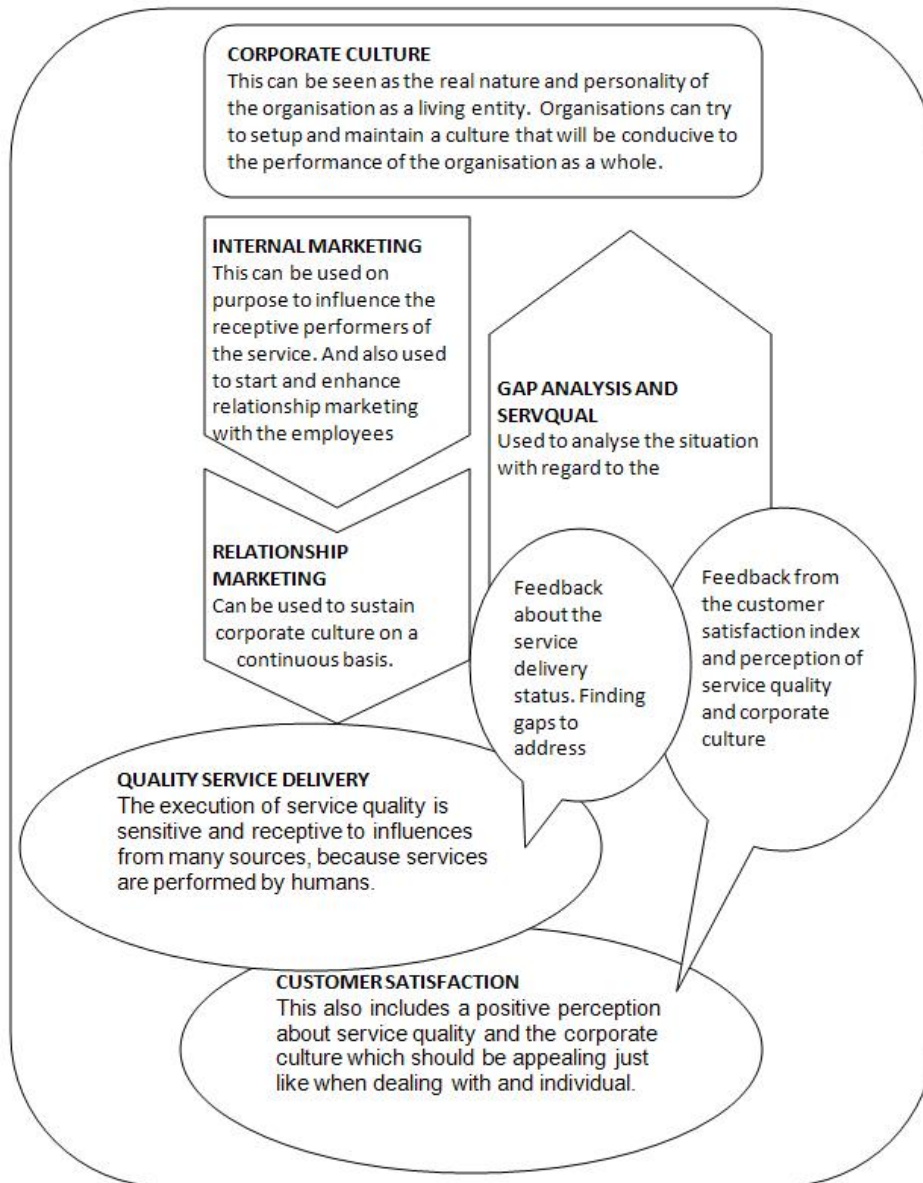 CORPORATE CULTURE
This can be seen as the real nature and personality of
the organisation as a living entity. Organisations can try
to setup and maintain a culture that will be conducive to
the performance of the organisation as a whole.
INTERNAL MARKETING
This can be used on
purpose to influence the
receptive performers of
the service. And also used
to start and enhance
relationship marketing
with the employees
GAP ANALYSIS AND
SERVQUAL
Used to analyse the situation
with regard to the
RELATIONSHIP
MARKETING
Can be used to sustain
corporate culture on a
continuous basis.
Feedback
about the
service
delivery
status. Finding
gaps to
address
Feedback from
the customer
satisfaction index
and perception of
service quality
and corporate
culture
QUALITY SERVICE DELIVERY
The execution of service quality is
sensitive and receptive to influences
from many sources, because services
are performed by humans.
CUSTOMER SATISFACTION
This also includes a positive perception
about service quality and the corporate
culture which should be appealing just
like when dealing with and individual.